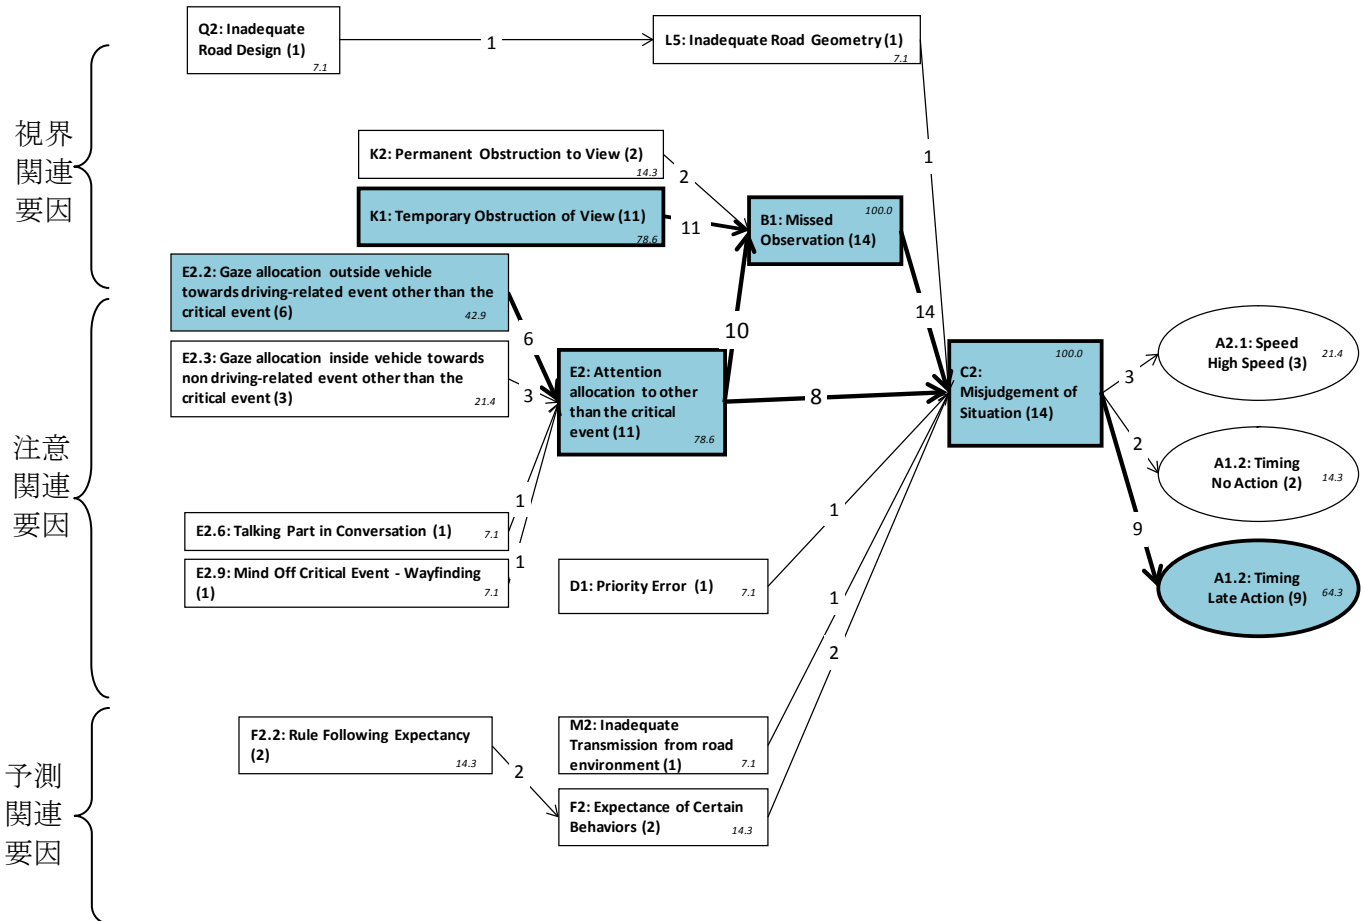 Q2: Inadequate
Road Design (1)
7.1
1
L5: Inadequate Road Geometry (1)
7.1
視界
関連
要因
K2: Permanent Obstruction to View (2)
14.3
2
1
K1: Temporary Obstruction of View (11)
78.6
11
B1: Missed
Observation (14)
100.0
14
E2.2: Gaze allocation outside vehicle
towards driving-related event other than the
critical event (6)
42.9
6
10
E2.3: Gaze allocation inside vehicle towards
non driving-related event other than the
critical event (3)
21.4
3
E2: Attention
allocation to other
than the critical
event (11)
78.6
8
100.0
C2:
Misjudgement of
Situation (14)
3
A2.1: Speed
High Speed (3)
21.4
2
A1.2: Timing
No Action (2)
14.3
9
A1.2: Timing
Late Action (9)
64.3
注意
関連
要因
E2.6: Talking Part in Conversation (1)
7.1
1
E2.9: Mind Off Critical Event - Wayfinding
(1)
7.1
1
D1: Priority Error (1)
7.1
1
1
2
予測
関連
要因
F2.2: Rule Following Expectancy
(2)
14.3
2
M2: Inadequate
Transmission from road
environment (1)
7.1
F2: Expectance of Certain
Behaviors (2)
14.3